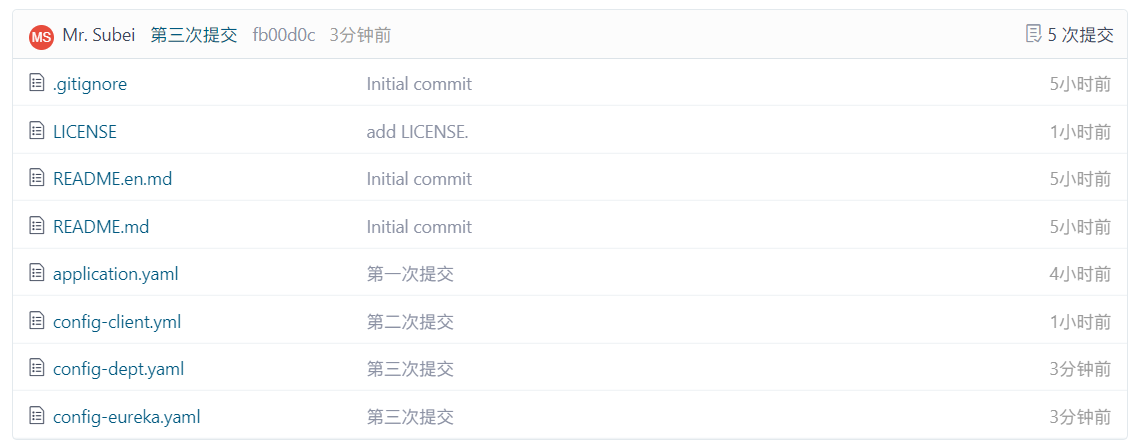 MS Mr. Subei 第三次提交 fb00d0c 3分钟前 5 次提交
.gitignore Initial commit 5小时前
LICENSE add LICENSE. 1小时前
README.en.md Initial commit 5小时前
README.md Initial commit 5小时前
application.yaml 第一次提交 4小时前
config-client.yml 第二次提交 1小时前
config-dept.yaml 第三次提交 3分钟前
config-eureka.yaml 第三次提交 3分钟前